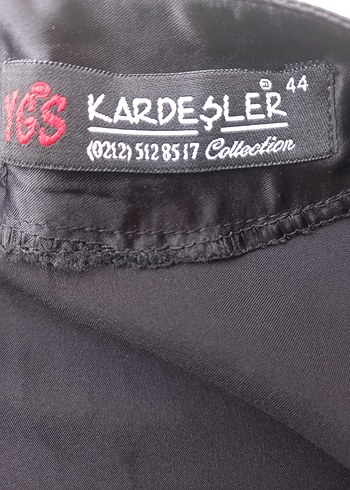 YGS KARDEŞLER 44
(0212) 512 85 17 Collection